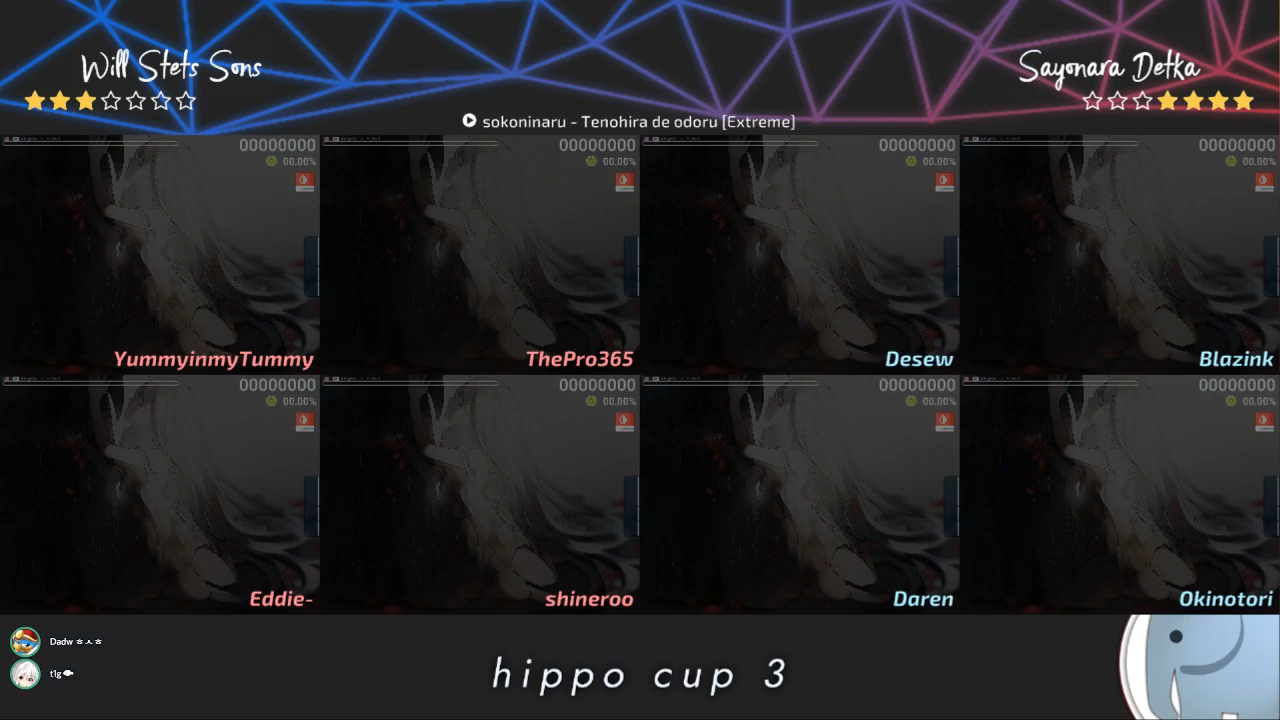 Will Stets Sons
Sayonara Detka
sokoninaru - Tenohira de odoru [Extreme]
00000000
00.00%
00000000
00.00%
00000000
00.00%
00000000
00.00%
YummyinmyTummy
ThePro365
Desew
Blazink
00000000
00.00%
00000000
00.00%
00000000
00.00%
00000000
00.00%
Eddie-
shineroo
Daren
Okinotori
Dadw ㅎㅅㅎ
t1g
hippo cup 3